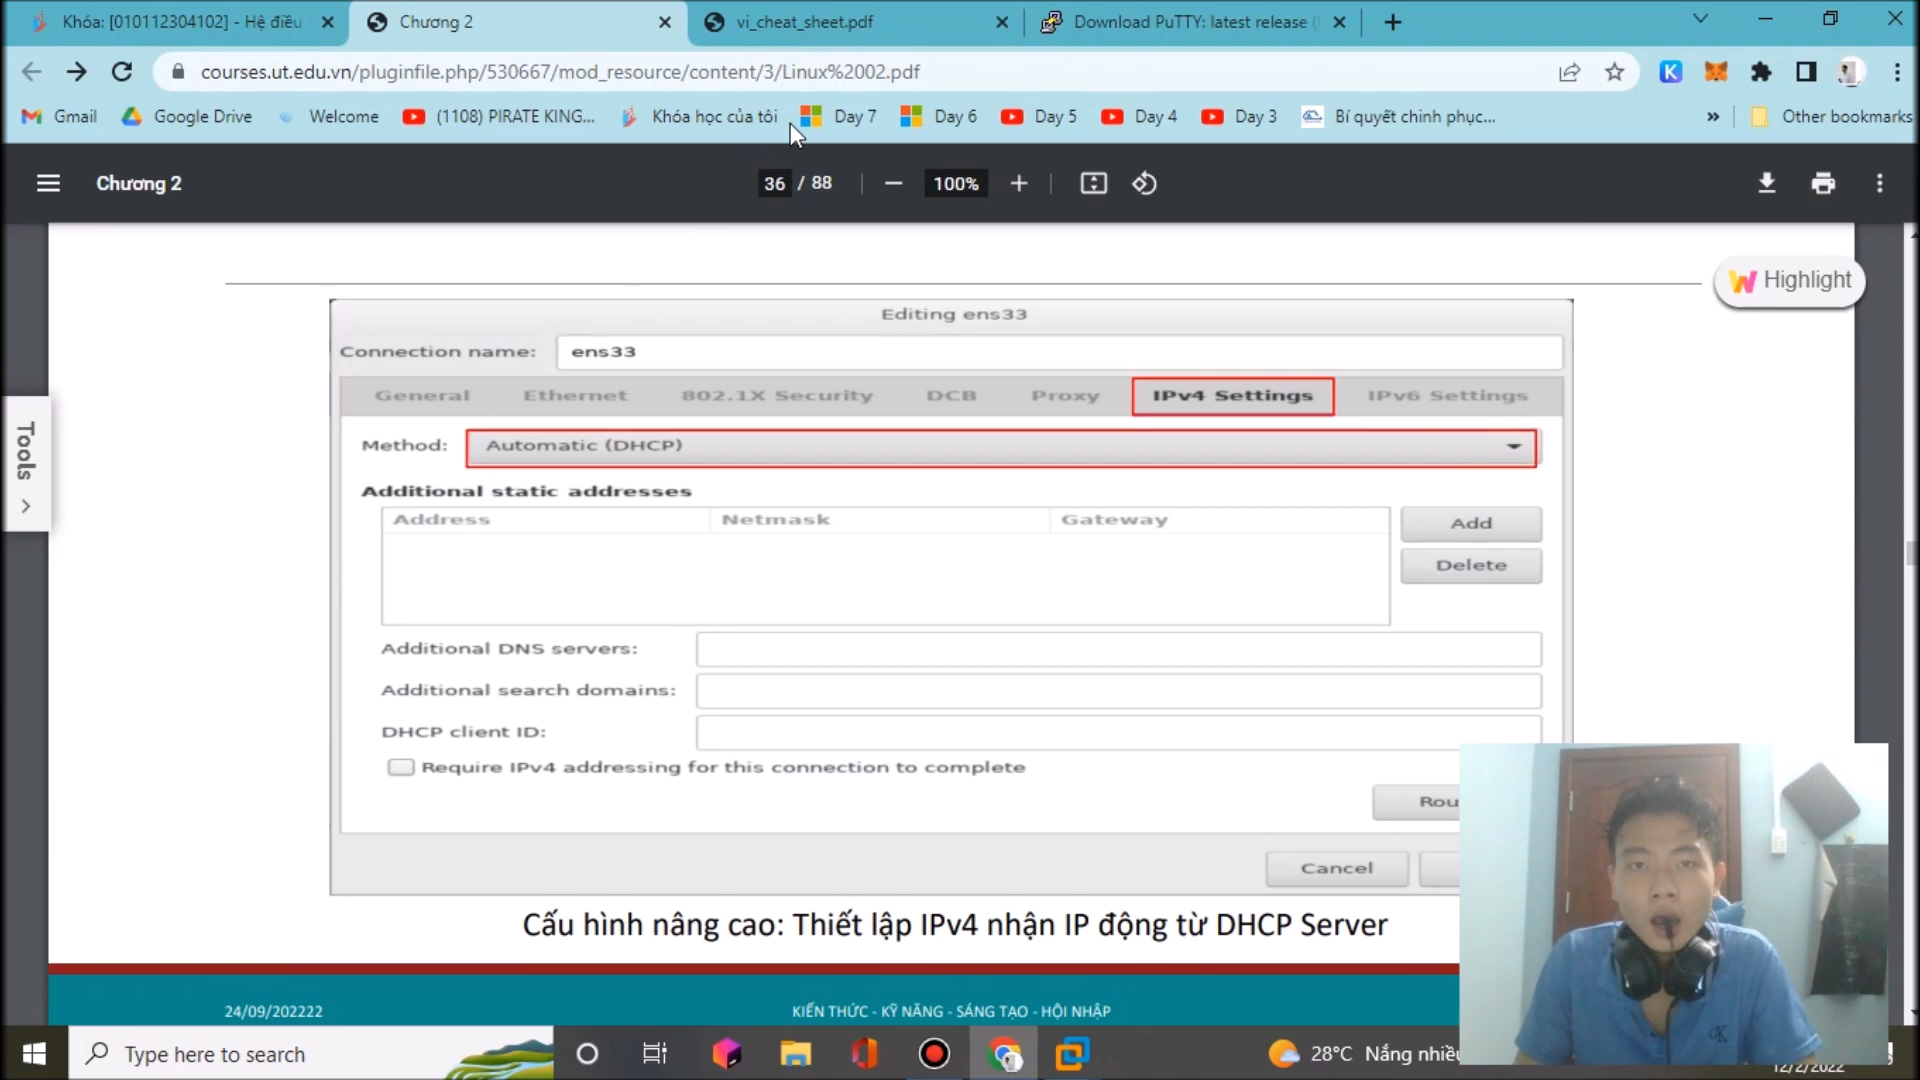 Khóa: [010112304102] - Hệ điều
Chương 2
vi_cheat_sheet.pdf
Download PuTTY: latest release (
courses.ut.edu.vn/pluginfile.php/530667/mod_resource/content/3/Linux%2002.pdf
Gmail
Google Drive
Welcome
(1108) PIRATE KING...
Khóa học của tôi
Day 7
Day 6
Day 5
Day 4
Day 3
Bí quyết chinh phục...
»
Other bookmarks
Chương 2
36 / 88
100%
Highlight
Tools
Editing ens33
Connection name: ens33
General Ethernet 802.1X Security DCB Proxy IPv4 Settings IPv6 Settings
Method: Automatic (DHCP)
Additional static addresses
Address Netmask Gateway
Add
Delete
Additional DNS servers:
Additional search domains:
DHCP client ID:
Require IPv4 addressing for this connection to complete
Rou
Cancel
Cấu hình nâng cao: Thiết lập IPv4 nhận IP động từ DHCP Server
24/09/202222
KIẾN THỨC - KỸ NĂNG - SÁNG TẠO - HỘI NHẬP
Type here to search
28°C Nắng nhiều
12/2/2022